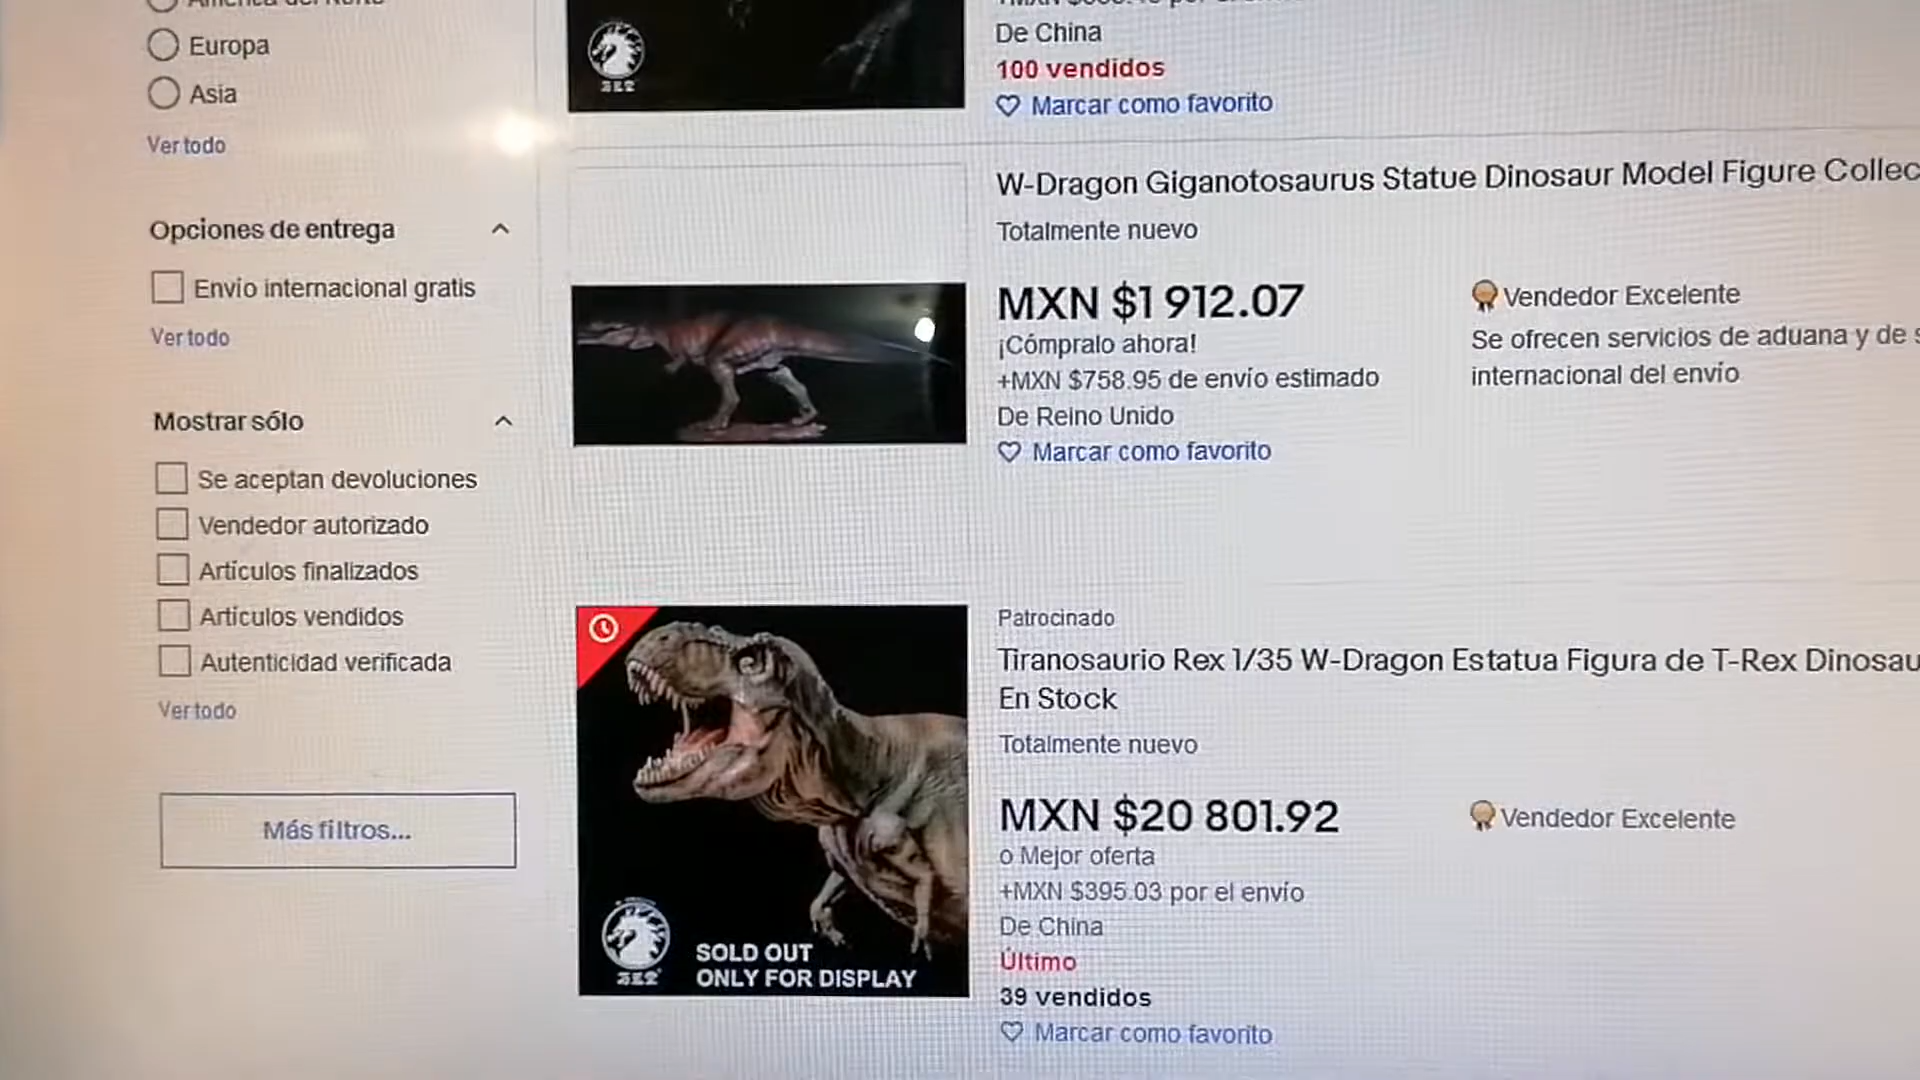 América del Norte
Europa
Asia
Ver todo
Opciones de entrega
Envío internacional gratis
Ver todo
Mostrar sólo
Se aceptan devoluciones
Vendedor autorizado
Artículos finalizados
Artículos vendidos
Autenticidad verificada
Ver todo
Más filtros...
De China
100 vendidos
Marcar como favorito
W-Dragon Giganotosaurus Statue Dinosaur Model Figure Collec
Totalmente nuevo
MXN $1 912.07
¡Cómpralo ahora!
+MXN $758.95 de envío estimado
De Reino Unido
Marcar como favorito
Vendedor Excelente
Se ofrecen servicios de aduana y de s
internacional del envío
SOLD OUT
ONLY FOR DISPLAY
Patrocinado
Tiranosaurio Rex 1/35 W-Dragon Estatua Figura de T-Rex Dinosau
En Stock
Totalmente nuevo
MXN $20 801.92
o Mejor oferta
+MXN $395.03 por el envío
De China
Último
39 vendidos
Marcar como favorito
Vendedor Excelente